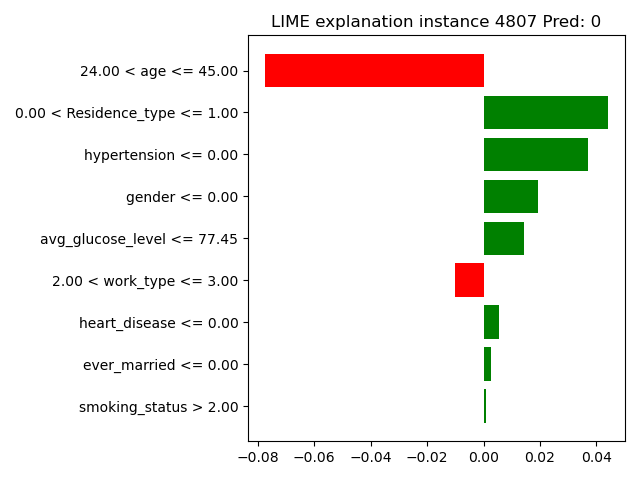 LIME explanation instance 4807 Pred: 0
24.00 < age <= 45.00
0.00 < Residence_type <= 1.00
hypertension <= 0.00
gender <= 0.00
avg_glucose_level <= 77.45
2.00 < work_type <= 3.00
heart_disease <= 0.00
ever_married <= 0.00
smoking_status > 2.00
−0.08 −0.06 −0.04 −0.02 0.00 0.02 0.04